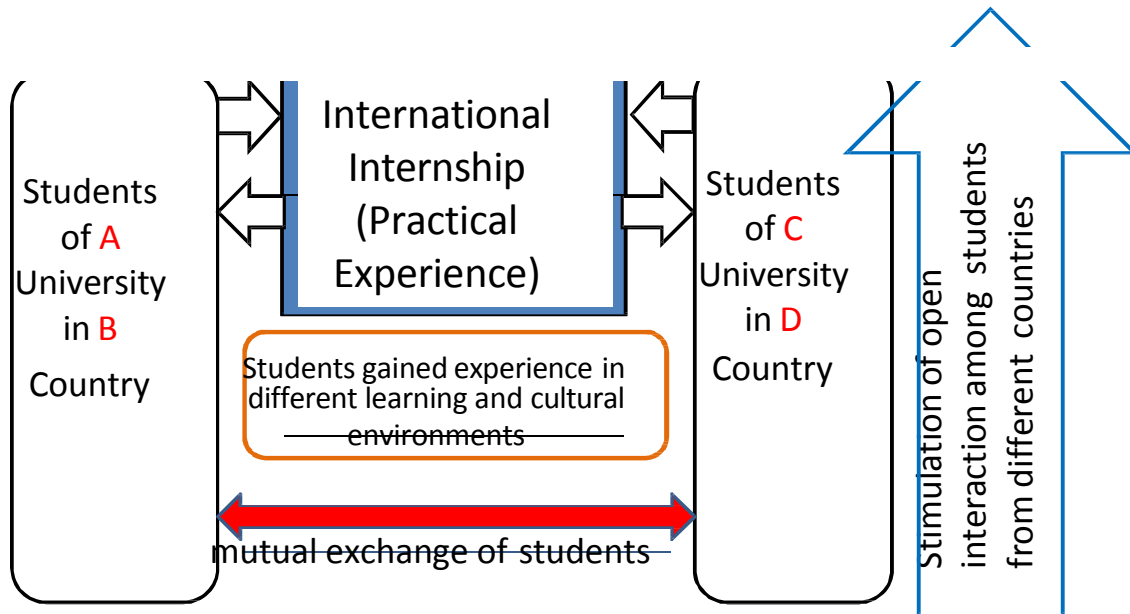 Students
of A
University
in B
Country
International
Internship
(Practical
Experience)
Students gained experience in
different learning and cultural
environments
mutual exchange of students
Students
of C
University
in D
Country
Stimulation of open
interaction among students
from different countries